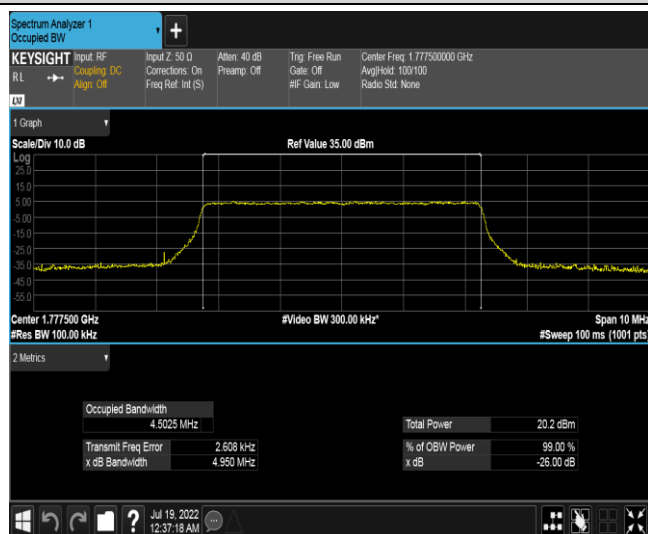 Spectrum Analyzer 1
Occupied BW
+
KEYSIGHT Input: RF Input Z: 50 Ω Atten: 40 dB Trig: Free Run Center Freq: 1.777500000 GHz
RL Coupling: DC Corrections: On Preamp: Off Gate: Off Avg|Hold: 100/100
Align: Off Freq Ref: Int (S) #IF Gain: Low Radio Std: None
LXI
1 Graph
Scale/Div 10.0 dB Ref Value 35.00 dBm
Log
25.0
15.0
5.00
-5.00
-15.0
-25.0
-35.0
-45.0
-55.0
Center 1.777500 GHz #Video BW 300.00 kHz* Span 10 MHz
#Res BW 100.00 kHz #Sweep 100 ms (1001 pts)
2 Metrics
Occupied Bandwidth
4.5025 MHz Total Power 20.2 dBm
Transmit Freq Error 2.608 kHz % of OBW Power 99.00 %
x dB Bandwidth 4.950 MHz x dB -26.00 dB
? Jul 19, 2022
12:37:18 AM